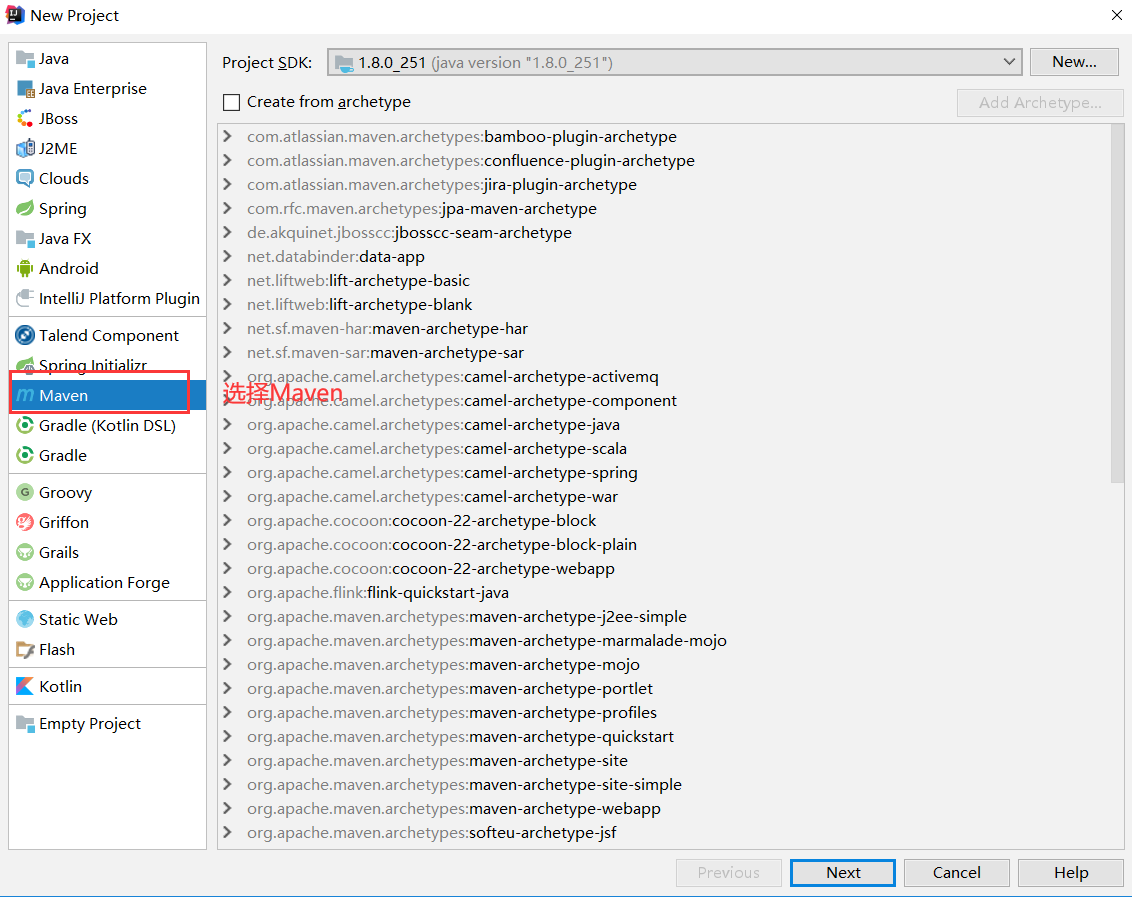 New Project
Java
Java Enterprise
JBoss
J2ME
Clouds
Spring
Java FX
Android
IntelliJ Platform Plugin
Talend Component
Spring Initializr
Maven
Gradle (Kotlin DSL)
Gradle
Groovy
Griffon
Grails
Application Forge
Static Web
Flash
Kotlin
Empty Project
Project SDK: 1.8.0_251 (java version "1.8.0_251") New...
Create from archetype Add Archetype...
com.atlassian.maven.archetypes:bamboo-plugin-archetype
com.atlassian.maven.archetypes:confluence-plugin-archetype
com.atlassian.maven.archetypes:jira-plugin-archetype
com.rfc.maven.archetypes:jpa-maven-archetype
de.akquinet.jbosscc:jbosscc-seam-archetype
net.databinder:data-app
net.liftweb:lift-archetype-basic
net.liftweb:lift-archetype-blank
net.sf.maven-har:maven-archetype-har
net.sf.maven-sar:maven-archetype-sar
org.apache.camel.archetypes:camel-archetype-activemq
选择Maven
org.apache.camel.archetypes:camel-archetype-component
org.apache.camel.archetypes:camel-archetype-java
org.apache.camel.archetypes:camel-archetype-scala
org.apache.camel.archetypes:camel-archetype-spring
org.apache.camel.archetypes:camel-archetype-war
org.apache.cocoon:cocoon-22-archetype-block
org.apache.cocoon:cocoon-22-archetype-block-plain
org.apache.cocoon:cocoon-22-archetype-webapp
org.apache.flink:flink-quickstart-java
org.apache.maven.archetypes:maven-archetype-j2ee-simple
org.apache.maven.archetypes:maven-archetype-marmalade-mojo
org.apache.maven.archetypes:maven-archetype-mojo
org.apache.maven.archetypes:maven-archetype-portlet
org.apache.maven.archetypes:maven-archetype-profiles
org.apache.maven.archetypes:maven-archetype-quickstart
org.apache.maven.archetypes:maven-archetype-site
org.apache.maven.archetypes:maven-archetype-site-simple
org.apache.maven.archetypes:maven-archetype-webapp
org.apache.maven.archetypes:softeu-archetype-jsf
Previous Next Cancel Help